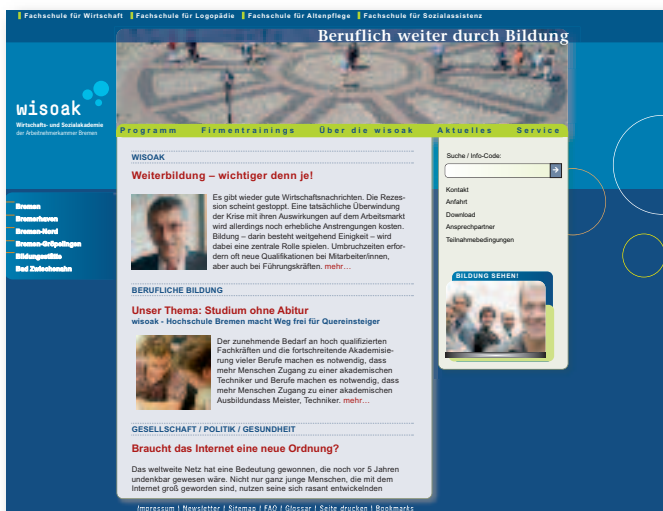 Fachschule für Wirtschaft Fachschule für Logopädie Fachschule für Altenpflege Fachschule für Sozialassistenz
Beruflich weiter durch Bildung
wisoak
Wirtschafts- und Sozialakademie
der Arbeitnehmerkammer Bremen
Programm Firmentrainings Über die wisoak Aktuelles Service
Bremen
Bremerhaven
Bremen-Nord
Bremen-Gröpelingen
Bildungsstätte
Bad Zwischenahn
WISOAK
Weiterbildung – wichtiger denn je!
Es gibt wieder gute Wirtschaftsnachrichten. Die Rezes-
sion scheint gestoppt. Eine tatsächliche Überwindung
der Krise mit ihren Auswirkungen auf dem Arbeitsmarkt
wird allerdings noch erhebliche Anstrengungen kosten.
Bildung – darin besteht weitgehend Einigkeit – wird
dabei eine zentrale Rolle spielen. Umbruchzeiten erfor-
dern oft neue Qualifikationen bei Mitarbeiter/innen,
aber auch bei Führungskräften. mehr…
BERUFLICHE BILDUNG
Unser Thema: Studium ohne Abitur
wisoak - Hochschule Bremen macht Weg frei für Quereinsteiger
Der zunehmende Bedarf an hoch qualifizierten
Fachkräften und die fortschreitende Akademisie-
rung vieler Berufe machen es notwendig, dass
mehr Menschen Zugang zu einer akademischen
Techniker und Berufe machen es notwendig, dass
mehr Menschen Zugang zu einer akademischen
Ausbildundass Meister, Techniker. mehr…
GESELLSCHAFT / POLITIK / GESUNDHEIT
Braucht das Internet eine neue Ordnung?
Das weltweite Netz hat eine Bedeutung gewonnen, die noch vor 5 Jahren
undenkbar gewesen wäre. Nicht nur ganz junge Menschen, die mit dem
Internet groß geworden sind, nutzen seine sich rasant entwickelnden
Suche / Info-Code:
Kontakt
Anfahrt
Download
Ansprechpartner
Teilnahmebedingungen
BILDUNG SEHEN!
Impressum | Newsletter | Sitemap | FAQ | Glossar | Seite drucken | Bookmarks